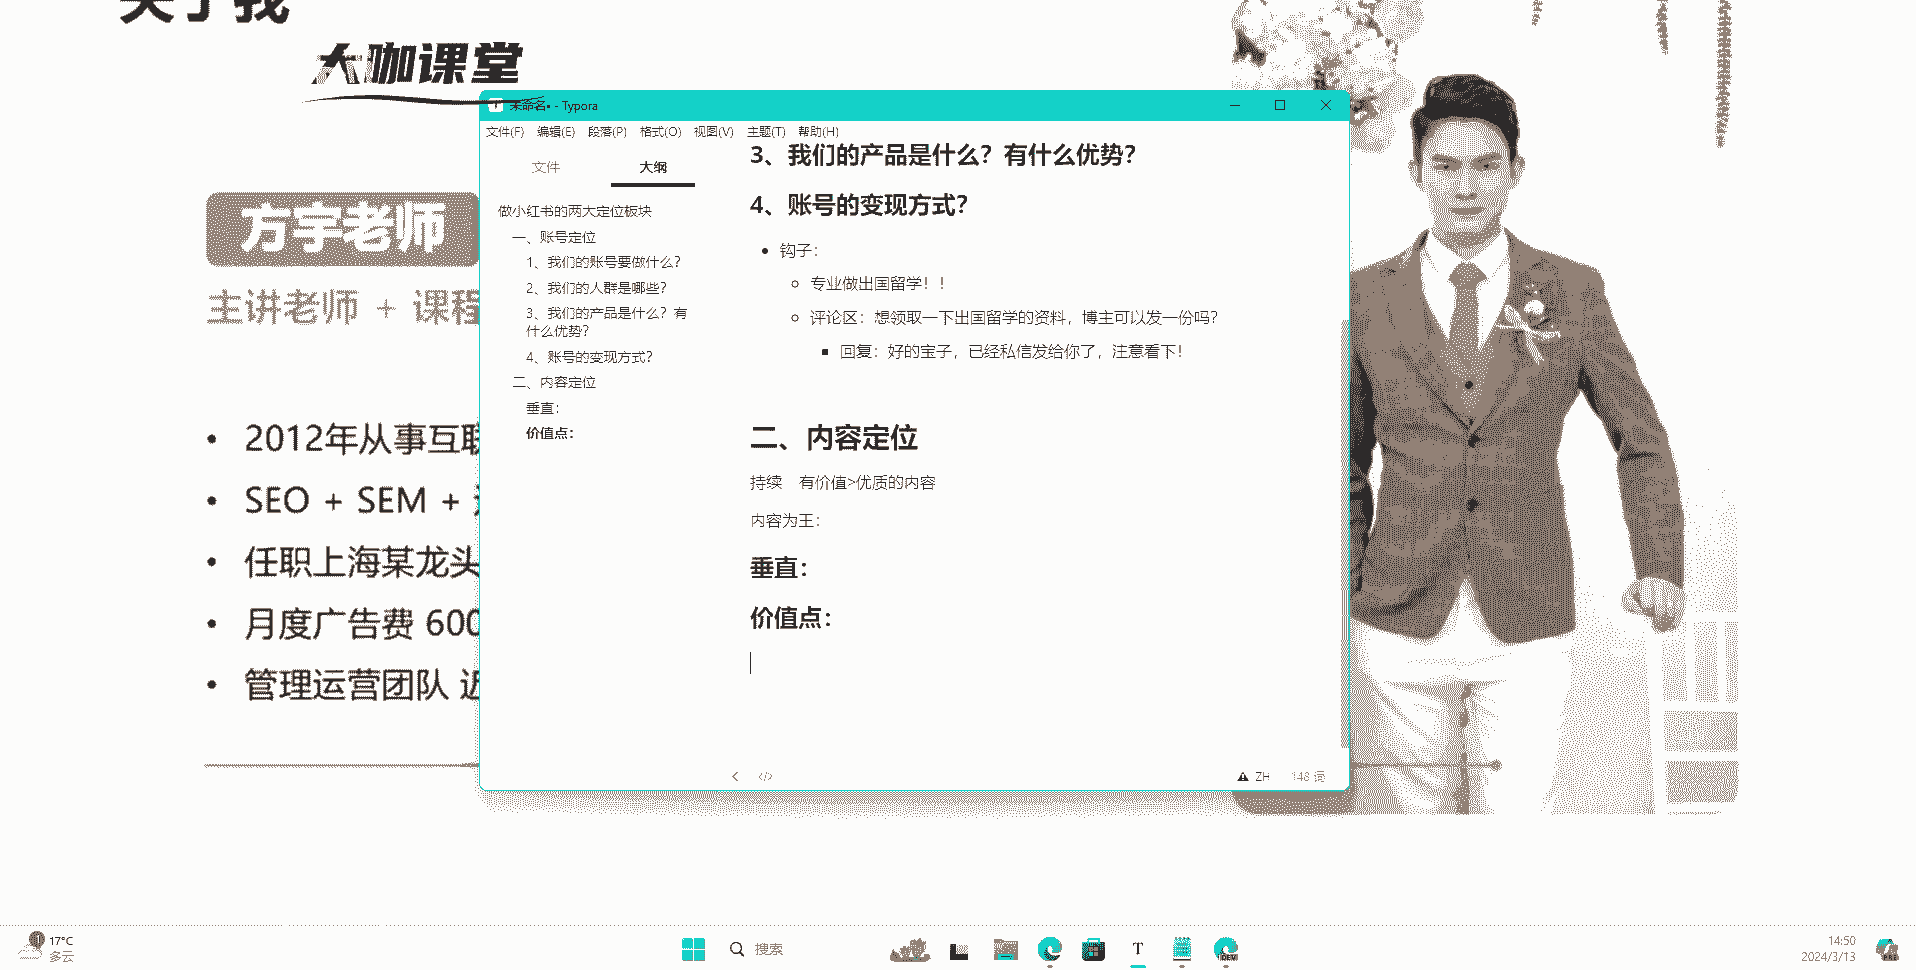 关于我
大咖课堂
方宇老师
主讲老师 + 课程
2012年从事互联
SEO + SEM +
任职上海某龙头
月度广告费 600
管理运营团队 近
未命名• - Typora
文件(F) 编辑(E) 段落(P) 格式(O) 视图(V) 主题(T) 帮助(H)
文件 大纲
做小红书的两大定位板块
一、账号定位
1、我们的账号要做什么?
2、我们的人群是哪些?
3、我们的产品是什么?有
什么优势?
4、账号的变现方式?
二、内容定位
垂直:
价值点:
3、我们的产品是什么?有什么优势?
4、账号的变现方式?
钩子:
专业做出国留学!!
评论区:想领取一下出国留学的资料,博主可以发一份吗?
回复:好的宝子,已经私信发给你了,注意看下!
二、内容定位
持续 有价值>优质的内容
内容为王:
垂直:
价值点:
ZH 148 词
1
17°C
多云
搜索
T
DEV
14:50
2024/3/13
PRE